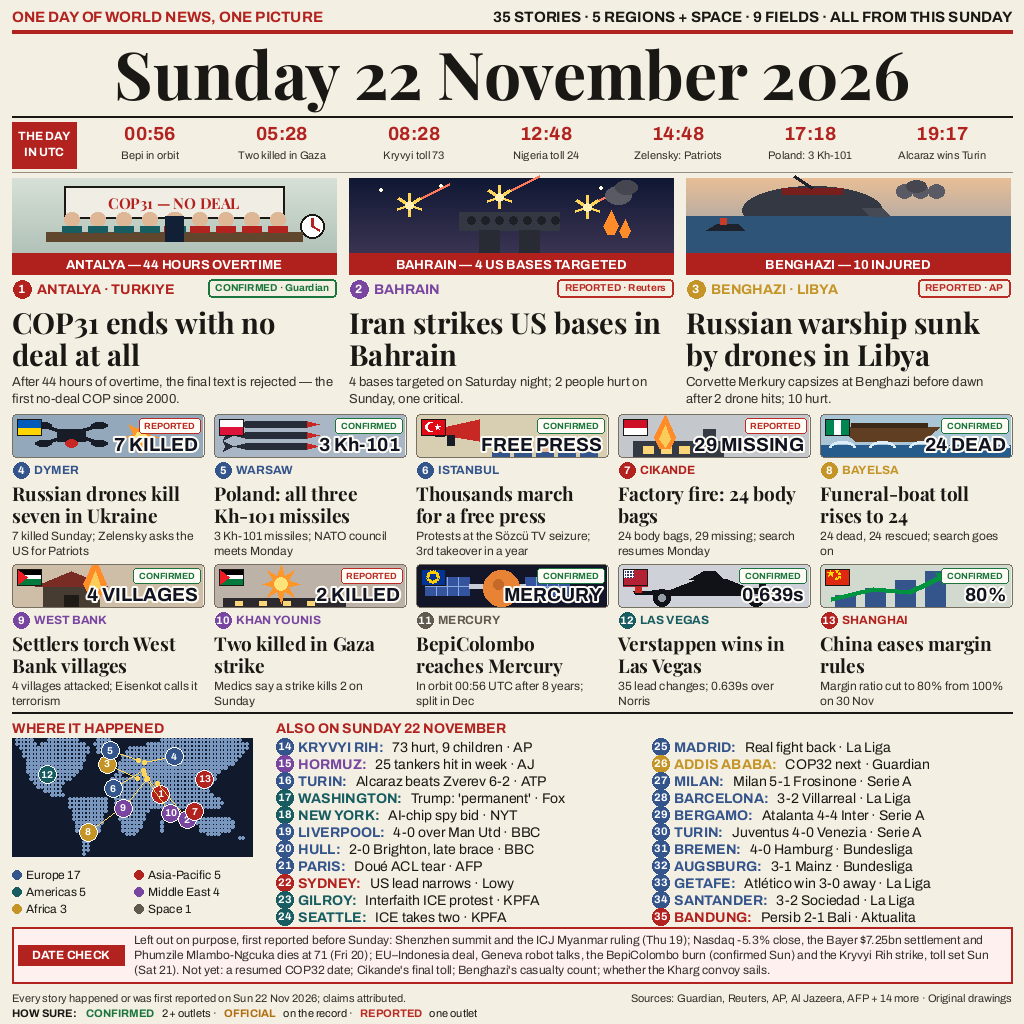 ONE DAY OF WORLD NEWS, ONE PICTURE
35 STORIES · 5 REGIONS + SPACE · 9 FIELDS · ALL FROM THIS SUNDAY
Sunday 22 November 2026
THE DAY
IN UTC
00:56
Bepi in orbit
05:28
Two killed in Gaza
08:28
Kryvyi toll 73
12:48
Nigeria toll 24
14:48
Zelensky: Patriots
17:18
Poland: 3 Kh-101
19:17
Alcaraz wins Turin
COP31 — NO DEAL
ANTALYA — 44 HOURS OVERTIME
1 ANTALYA · TURKIYE
CONFIRMED · Guardian
COP31 ends with no
deal at all
After 44 hours of overtime, the final text is rejected — the
first no-deal COP since 2000.
BAHRAIN — 4 US BASES TARGETED
2 BAHRAIN
REPORTED · Reuters
Iran strikes US bases in
Bahrain
4 bases targeted on Saturday night; 2 people hurt on
Sunday, one critical.
BENGHAZI — 10 INJURED
3 BENGHAZI · LIBYA
REPORTED · AP
Russian warship sunk
by drones in Libya
Corvette Merkury capsizes at Benghazi before dawn
after 2 drone hits; 10 hurt.
REPORTED
7 KILLED
4 DYMER
Russian drones kill
seven in Ukraine
7 killed Sunday; Zelensky asks the
US for Patriots
CONFIRMED
3 Kh-101
5 WARSAW
Poland: all three
Kh-101 missiles
3 Kh-101 missiles; NATO council
meets Monday
CONFIRMED
FREE PRESS
6 ISTANBUL
Thousands march
for a free press
Protests at the Sözcü TV seizure;
3rd takeover in a year
REPORTED
29 MISSING
7 CIKANDE
Factory fire: 24 body
bags
24 body bags, 29 missing; search
resumes Monday
CONFIRMED
24 DEAD
8 BAYELSA
Funeral-boat toll
rises to 24
24 dead, 24 rescued; search goes
on
CONFIRMED
4 VILLAGES
9 WEST BANK
Settlers torch West
Bank villages
4 villages attacked; Eisenkot calls it
terrorism
REPORTED
2 KILLED
10 KHAN YOUNIS
Two killed in Gaza
strike
Medics say a strike kills 2 on
Sunday
CONFIRMED
MERCURY
11 MERCURY
BepiColombo
reaches Mercury
In orbit 00:56 UTC after 8 years;
split in Dec
CONFIRMED
0.639s
12 LAS VEGAS
Verstappen wins in
Las Vegas
35 lead changes; 0.639s over
Norris
CONFIRMED
80%
13 SHANGHAI
China eases margin
rules
Margin ratio cut to 80% from 100%
on 30 Nov
WHERE IT HAPPENED
5
4
3
12
13
6
1
9
10
2
7
8
Europe 17
Asia-Pacific 5
Americas 5
Middle East 4
Africa 3
Space 1
ALSO ON SUNDAY 22 NOVEMBER
14 KRYVYI RIH: 73 hurt, 9 children · AP
15 HORMUZ: 25 tankers hit in week · AJ
16 TURIN: Alcaraz beats Zverev 6-2 · ATP
17 WASHINGTON: Trump: 'permanent' · Fox
18 NEW YORK: AI-chip spy bid · NYT
19 LIVERPOOL: 4-0 over Man Utd · BBC
20 HULL: 2-0 Brighton, late brace · BBC
21 PARIS: Doué ACL tear · AFP
22 SYDNEY: US lead narrows · Lowy
23 GILROY: Interfaith ICE protest · KPFA
24 SEATTLE: ICE takes two · KPFA
25 MADRID: Real fight back · La Liga
26 ADDIS ABABA: COP32 next · Guardian
27 MILAN: Milan 5-1 Frosinone · Serie A
28 BARCELONA: 3-2 Villarreal · La Liga
29 BERGAMO: Atalanta 4-4 Inter · Serie A
30 TURIN: Juventus 4-0 Venezia · Serie A
31 BREMEN: 4-0 Hamburg · Bundesliga
32 AUGSBURG: 3-1 Mainz · Bundesliga
33 GETAFE: Atlético win 3-0 away · La Liga
34 SANTANDER: 3-2 Sociedad · La Liga
35 BANDUNG: Persib 2-1 Bali · Aktualita
DATE CHECK
Left out on purpose, first reported before Sunday: Shenzhen summit and the ICJ Myanmar ruling (Thu 19); Nasdaq -5.3% close, the Bayer $7.25bn settlement and
Phumzile Mlambo-Ngcuka dies at 71 (Fri 20); EU–Indonesia deal, Geneva robot talks, the BepiColombo burn (confirmed Sun) and the Kryvyi Rih strike, toll set Sun
(Sat 21). Not yet: a resumed COP32 date; Cikande's final toll; Benghazi's casualty count; whether the Kharg convoy sails.
Every story happened or was first reported on Sun 22 Nov 2026; claims attributed.
Sources: Guardian, Reuters, AP, Al Jazeera, AFP + 14 more · Original drawings
HOW SURE: CONFIRMED 2+ outlets · OFFICIAL on the record · REPORTED one outlet